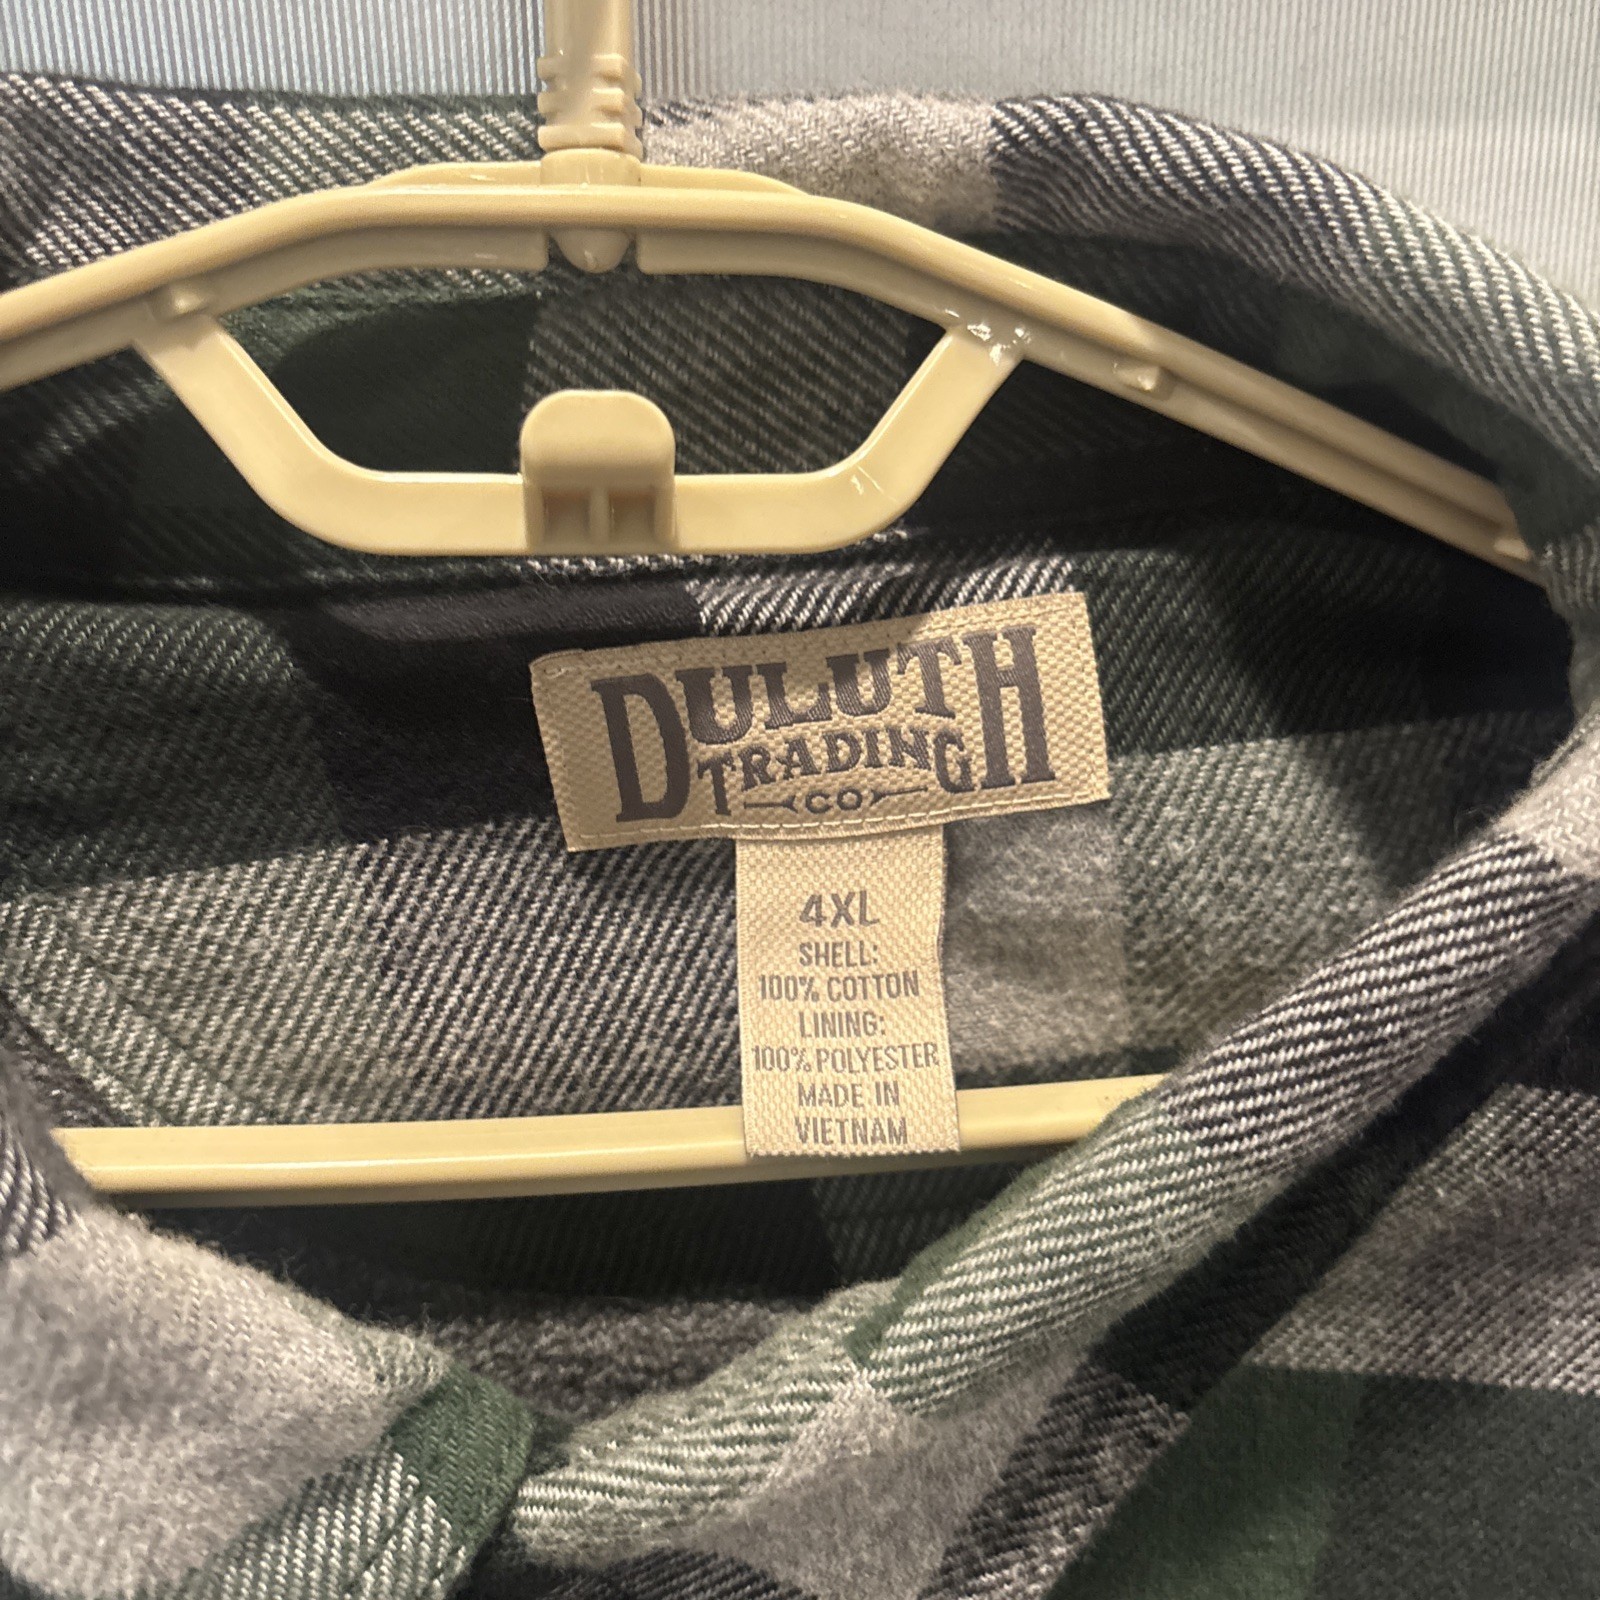 DULUTH
TRADING
CO
4XL
SHELL:
100% COTTON
LINING:
100% POLYESTER
MADE IN
VIETNAM